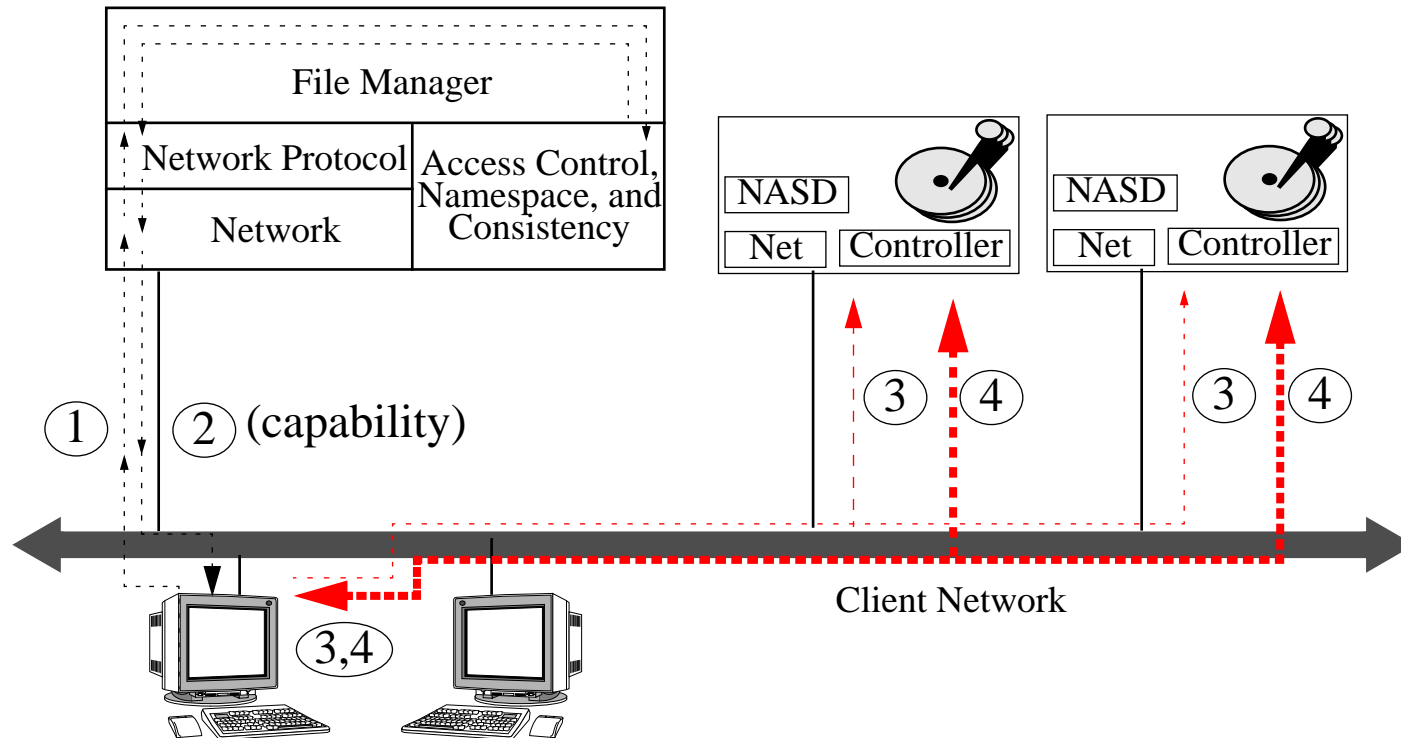 File Manager
Network Protocol
Network
Access Control,
Namespace, and
Consistency
NASD
Net
Controller
NASD
Net
Controller
1
2 (capability)
3
4
3
4
Client Network
3,4